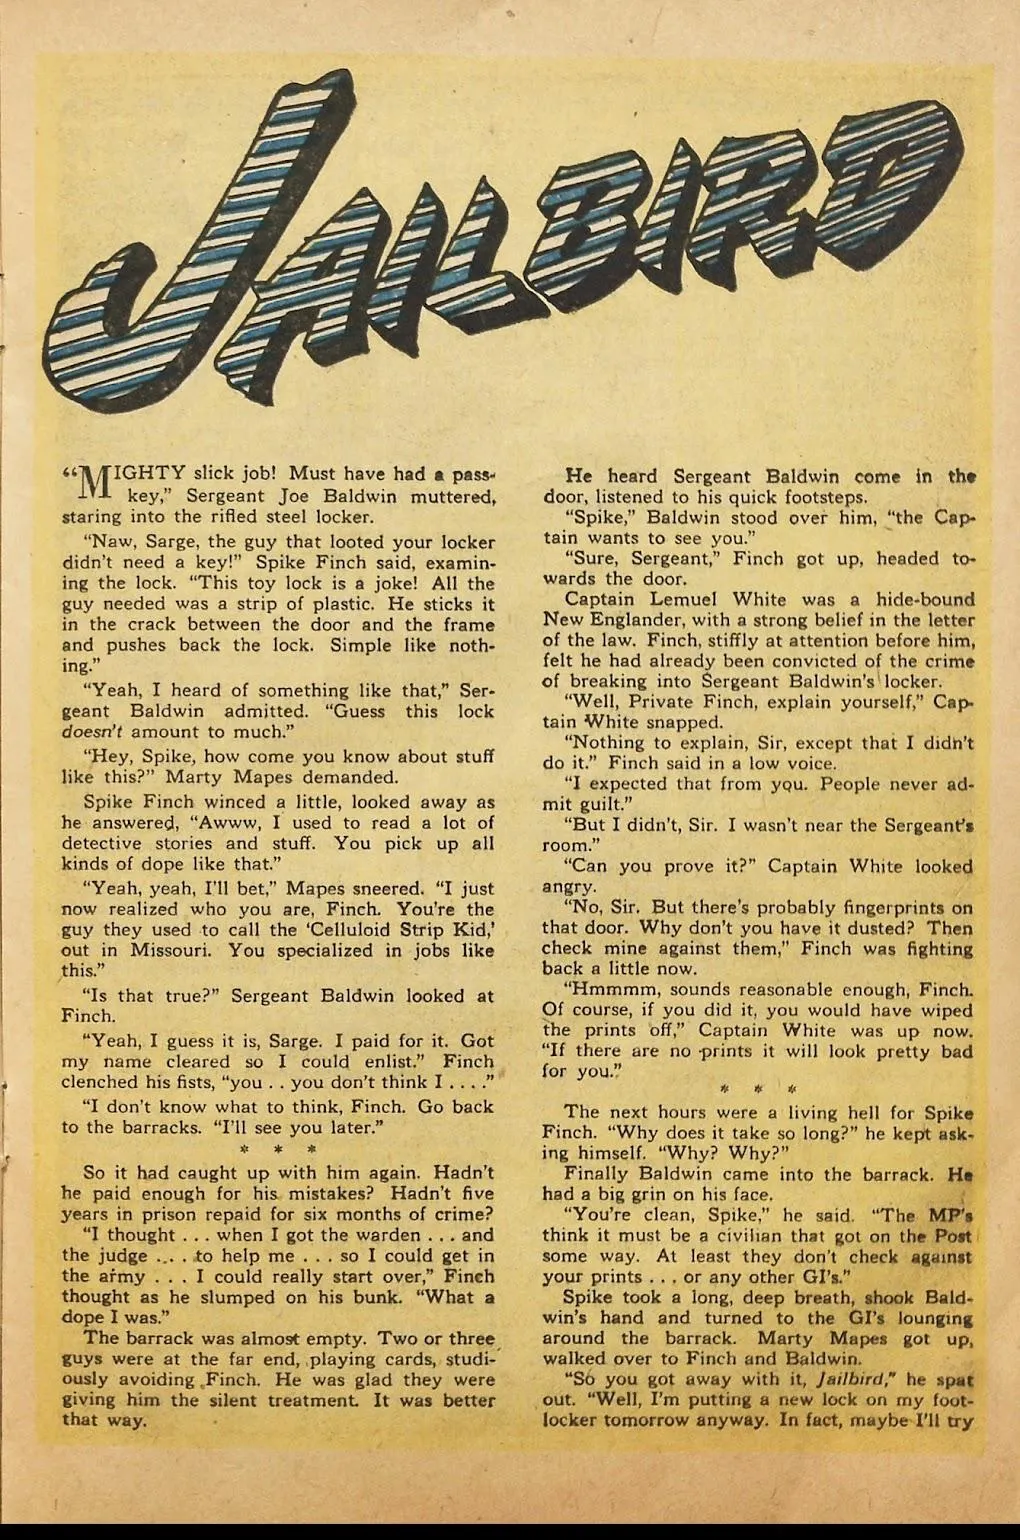 JAILBIRD
“MIGHTY slick job! Must have had a pass-
key,” Sergeant Joe Baldwin muttered,
staring into the rifled steel locker.
“Naw, Sarge, the guy that looted your locker
didn’t need a key!” Spike Finch said, examin-
ing the lock. “This toy lock is a joke! All the
guy needed was a strip of plastic. He sticks it
in the crack between the door and the frame
and pushes back the lock. Simple like noth-
ing.”
“Yeah, I heard of something like that,” Ser-
geant Baldwin admitted. “Guess this lock
doesn’t amount to much.”
“Hey, Spike, how come you know about stuff
like this?” Marty Mapes demanded.
Spike Finch winced a little, looked away as
he answered, “Awww, I used to read a lot of
detective stories and stuff. You pick up all
kinds of dope like that.”
“Yeah, yeah, I’ll bet,” Mapes sneered. “I just
now realized who you are, Finch. You’re the
guy they used to call the ‘Celluloid Strip Kid,’
out in Missouri. You specialized in jobs like
this.”
“Is that true?” Sergeant Baldwin looked at
Finch.
“Yeah, I guess it is, Sarge. I paid for it. Got
my name cleared so I could enlist.” Finch
clenched his fists, “you . . you don’t think I . . . .”
“I don’t know what to think, Finch. Go back
to the barracks. “I’ll see you later.”
* * *
So it had caught up with him again. Hadn’t
he paid enough for his mistakes? Hadn’t five
years in prison repaid for six months of crime?
“I thought . . . when I got the warden . . . and
the judge . . . to help me . . . so I could get in
the army . . . I could really start over,” Finch
thought as he slumped on his bunk. “What a
dope I was.”
The barrack was almost empty. Two or three
guys were at the far end, playing cards, studi-
ously avoiding Finch. He was glad they were
giving him the silent treatment. It was better
that way.
He heard Sergeant Baldwin come in the
door, listened to his quick footsteps.
“Spike,” Baldwin stood over him, “the Cap-
tain wants to see you.”
“Sure, Sergeant,” Finch got up, headed to-
wards the door.
Captain Lemuel White was a hide-bound
New Englander, with a strong belief in the letter
of the law. Finch, stiffly at attention before him,
felt he had already been convicted of the crime
of breaking into Sergeant Baldwin’s locker.
“Well, Private Finch, explain yourself,” Cap-
tain White snapped.
“Nothing to explain, Sir, except that I didn’t
do it.” Finch said in a low voice.
“I expected that from you. People never ad-
mit guilt.”
“But I didn’t, Sir. I wasn’t near the Sergeant’s
room.”
“Can you prove it?” Captain White looked
angry.
“No, Sir. But there’s probably fingerprints on
that door. Why don’t you have it dusted? Then
check mine against them,” Finch was fighting
back a little now.
“Hmmmm, sounds reasonable enough, Finch.
Of course, if you did it, you would have wiped
the prints off,” Captain White was up now.
“If there are no prints it will look pretty bad
for you.”
* * *
The next hours were a living hell for Spike
Finch. “Why does it take so long?” he kept ask-
ing himself. “Why? Why?”
Finally Baldwin came into the barrack. He
had a big grin on his face.
“You’re clean, Spike,” he said. “The MP’s
think it must be a civilian that got on the Post
some way. At least they don’t check against
your prints . . . or any other GI’s.”
Spike took a long, deep breath, shook Bald-
win’s hand and turned to the GI’s lounging
around the barrack. Marty Mapes got up,
walked over to Finch and Baldwin.
“So you got away with it, Jailbird,” he spat
out. “Well, I’m putting a new lock on my foot-
locker tomorrow anyway. In fact, maybe I’ll try